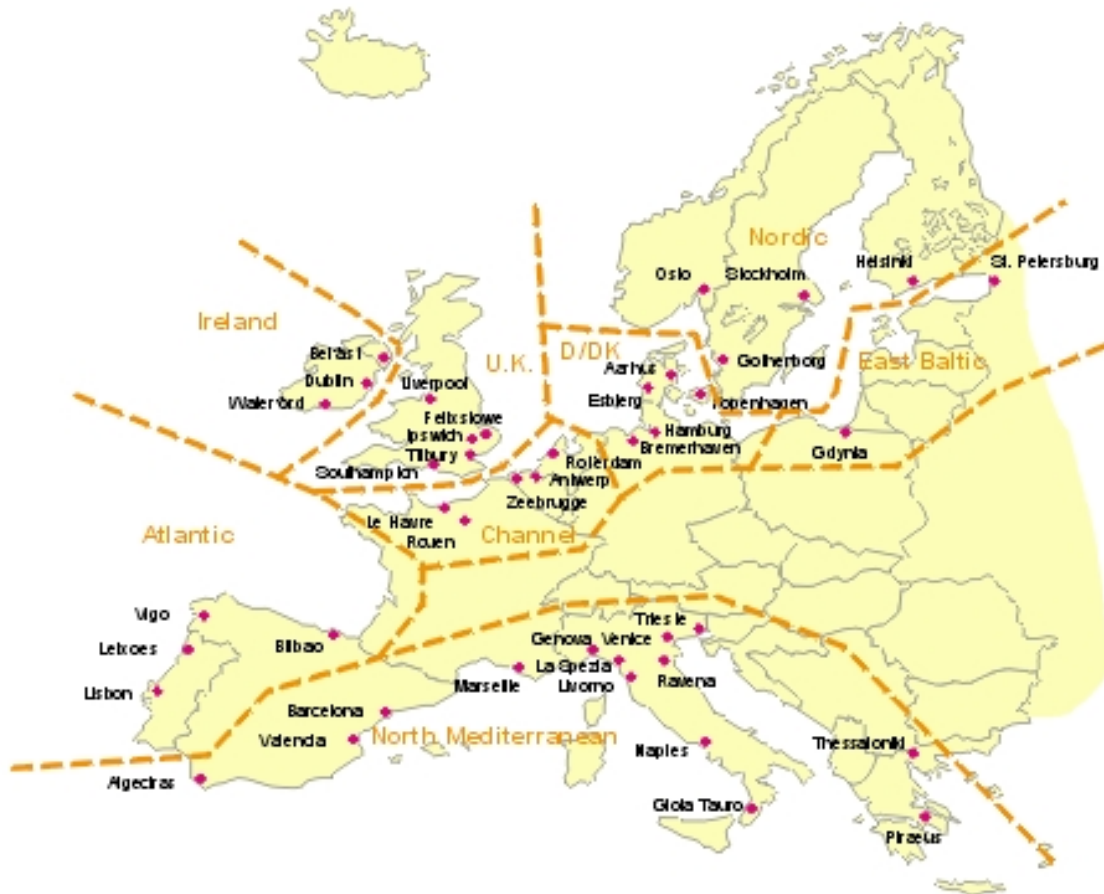 Nordic
Oslo
Stockholm
Helsinki
St. Petersburg
Ireland
Belfast
Dublin
Waterford
U.K.
D/DK
Aarhus
Esbjerg
Gotherborg
Kopenhagen
East Baltic
Liverpool
Felixstowe
Ipswich
Tilbury
Southampton
Hamburg
Bremerhaven
Gdynia
Rotterdam
Antwerp
Zeebrugge
Le Havre
Rouen
Channel
Atlantic
Vigo
Leixoes
Bilbao
Lisbon
Trieste
Genova
Venice
La Spezia
Livorno
Ravena
Marseille
Barcelona
Valencia
North Mediterranean
Naples
Thessaloniki
Algeciras
Gioia Tauro
Piraeus